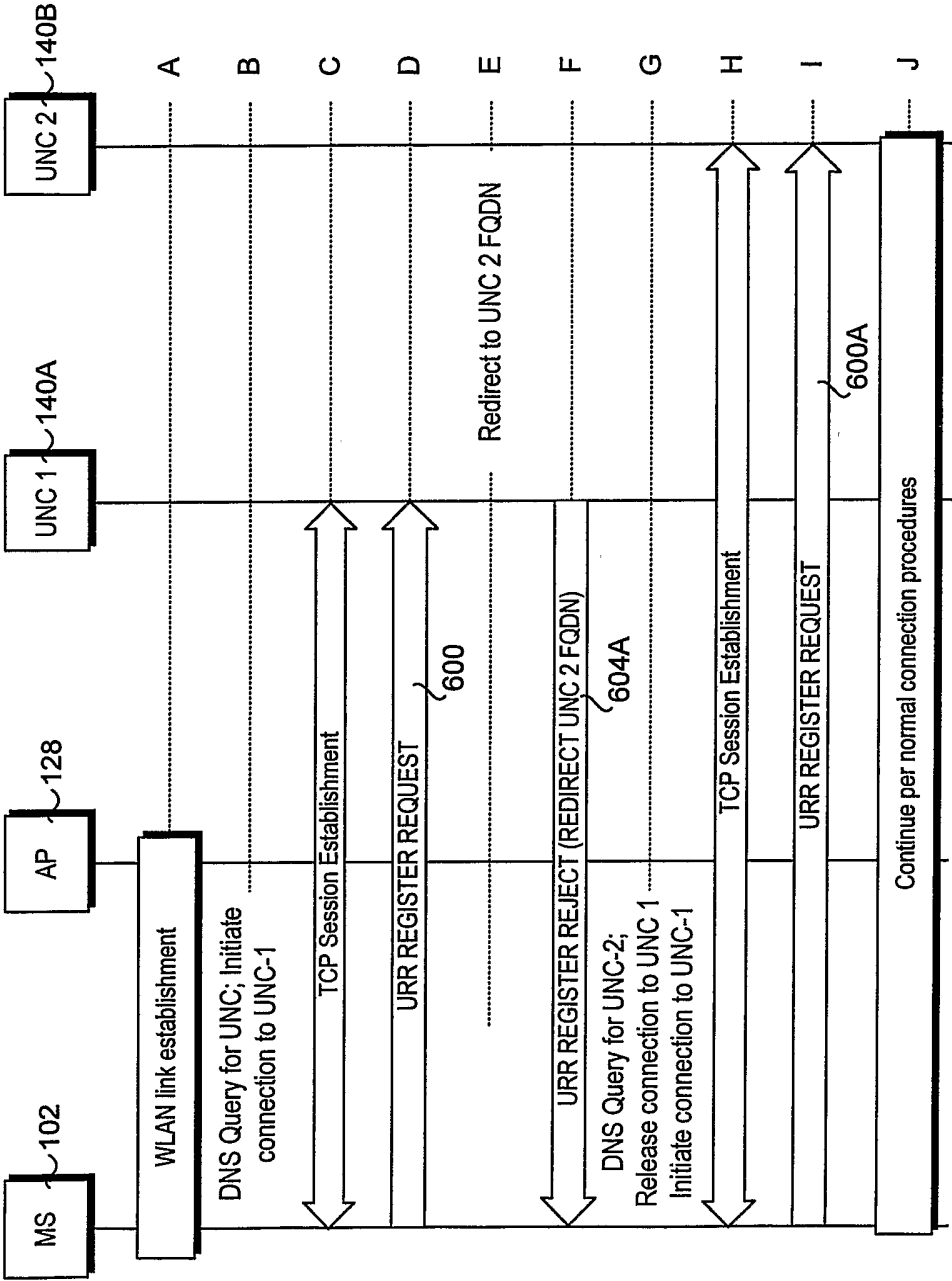 MS 102
AP 128
UNC 1 140A
UNC 2 140B
WLAN link establishment
A
DNS Query for UNC; Initiate
connection to UNC-1
B
TCP Session Establishment
C
URR REGISTER REQUEST
600
D
Redirect to UNC 2 FQDN
E
URR REGISTER REJECT (REDIRECT UNC 2 FQDN)
604A
F
DNS Query for UNC-2;
Release connection to UNC 1
Initiate connection to UNC-1
G
TCP Session Establishment
H
URR REGISTER REQUEST
600A
I
Continue per normal connection procedures
J